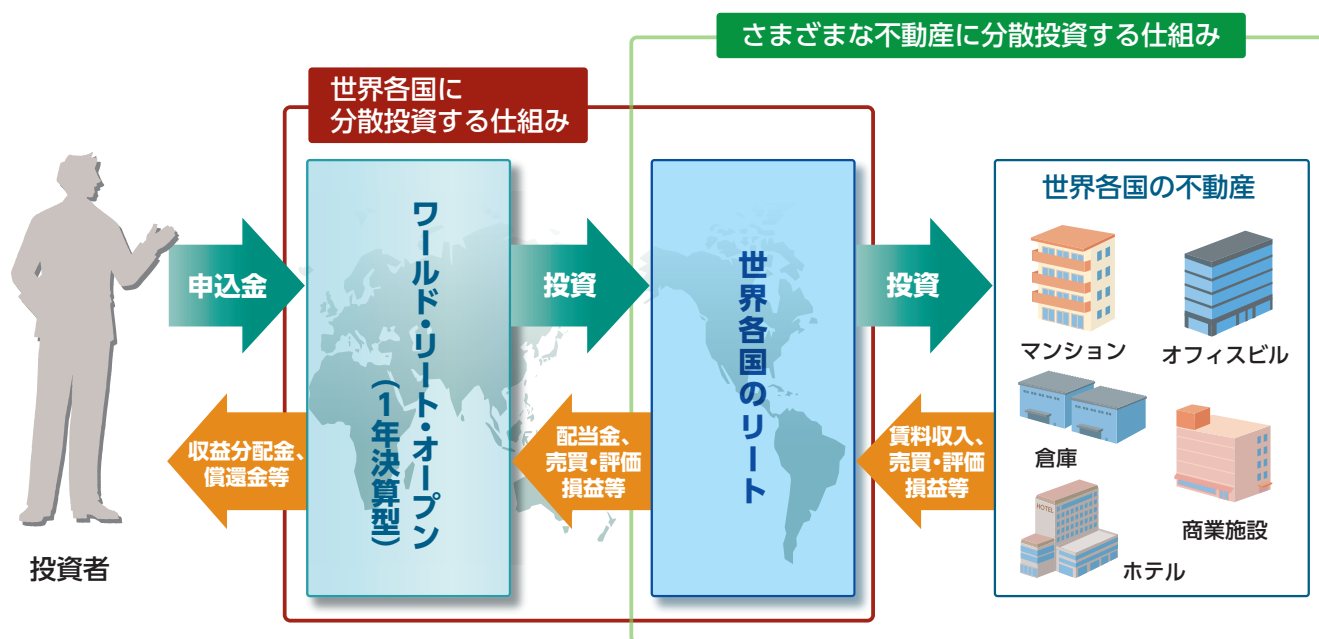 さまざまな不動産に分散投資する仕組み
世界各国に
分散投資する仕組み
投資者
申込金
収益分配金、
償還金等
ワールド・リート・オープン
(1年決算型)
投資
配当金、
売買・評価
損益等
世界各国のリート
投資
賃料収入、
売買・評価
損益等
世界各国の不動産
マンション
オフィスビル
倉庫
商業施設
HOTEL
ホテル